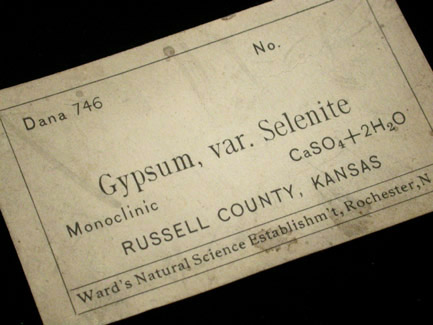 Dana 746 No.
Gypsum, var. Selenite
Monoclinic CaSO₄+2H₂O
RUSSELL COUNTY, KANSAS
Ward's Natural Science Establishm't, Rochester, N